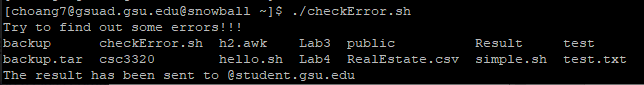 [choang7@gsuad.gsu.edu@snowball ~]$ ./checkError.sh
Try to find out some errors!!!
backup checkError.sh h2.awk Lab3 public Result test
backup.tar csc3320 hello.sh Lab4 RealEstate.csv simple.sh test.txt
The result has been sent to @student.gsu.edu